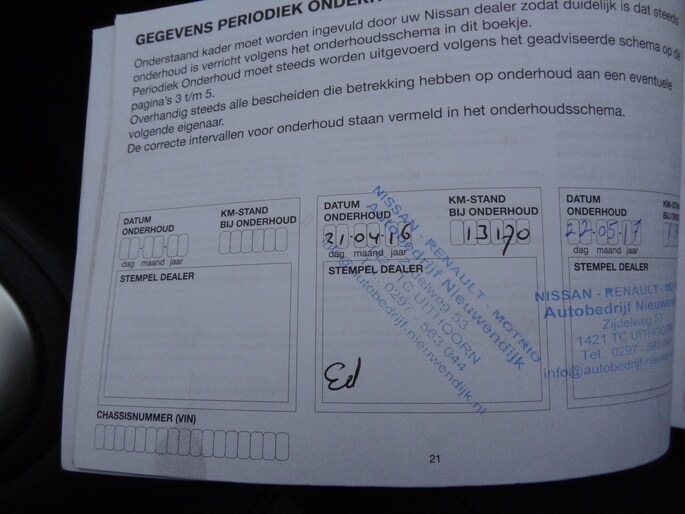 GEGEVENS PERIODIEK
Onderstaand kader moet worden ingevuld door uw Nissan dealer zodat duidelijk is dat steeds
onderhoud is verricht volgens het onderhoudsschema in dit boekje.
Periodiek Onderhoud moet steeds worden uitgevoerd volgens het geadviseerde schema op de
pagina's 3 t/m 5.
Overhandig steeds alle bescheiden die betrekking hebben op onderhoud aan een eventuele
volgende eigenaar.
De correcte intervallen voor onderhoud staan vermeld in het onderhoudsschema.
DATUM
ONDERHOUD
KM-STAND
BIJ ONDERHOUD
dag maand jaar
STEMPEL DEALER
DATUM
ONDERHOUD
KM-STAND
BIJ ONDERHOUD
21-04-16
13170
dag maand jaar
STEMPEL DEALER
NISSAN - RENAULT - MOTRIO
Autobedrijf Nieuwendijk
Zijdelweg 53
1421 TC UITHOORN
0297 - 563 044
info@autobedrijf-nieuwendijk.nl
Ed
DATUM
ONDERHOUD
22-05-17
dag maand jaar
STEMPEL DEALER
NISSAN - RENAULT -
Autobedrijf
Zijdelweg 53
1421 TC
Tel.: 0297 -
CHASSISNUMMER (VIN)
21